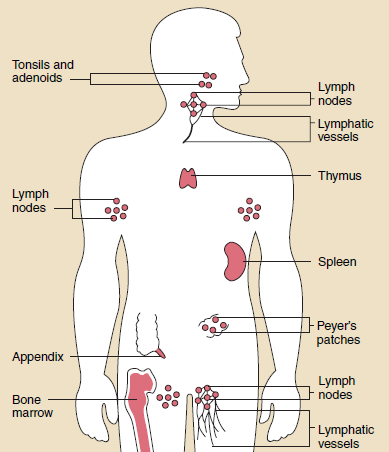 Tonsils and
adenoids
Lymph
nodes
Lymphatic
vessels
Thymus
Lymph
nodes
Spleen
Peyer's
patches
Appendix
Lymph
nodes
Bone
marrow
Lymphatic
vessels